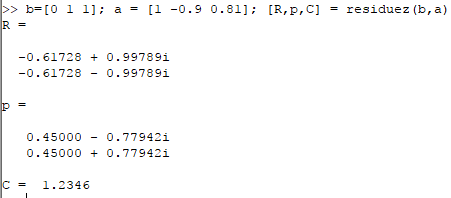 >> b=[0 1 1]; a = [1 -0.9 0.81]; [R,p,C] = residuez(b,a)
R =
-0.61728 + 0.99789i
-0.61728 - 0.99789i
p =
0.45000 - 0.77942i
0.45000 + 0.77942i
C = 1.2346